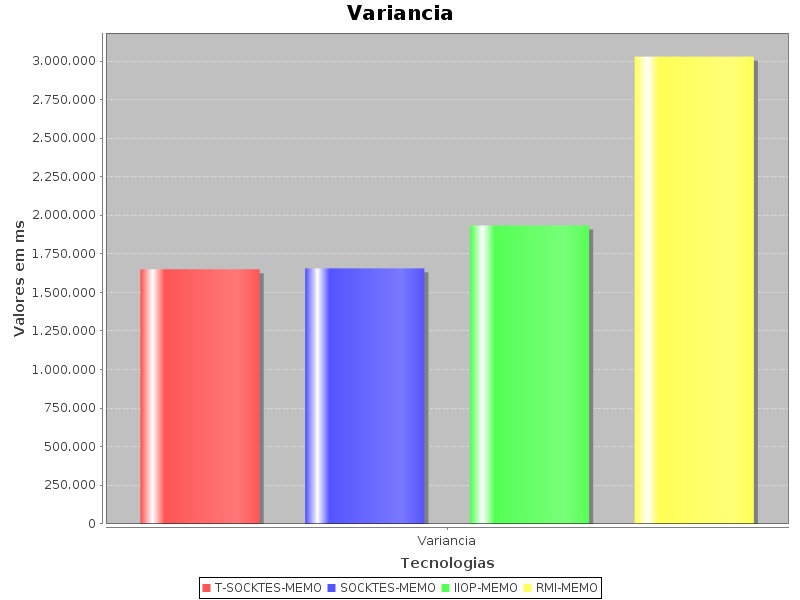 Variancia
Valores em ms
3.000.000
2.750.000
2.500.000
2.250.000
2.000.000
1.750.000
1.500.000
1.250.000
1.000.000
750.000
500.000
250.000
0
Variancia
Tecnologias
T-SOCKTES-MEMO SOCKTES-MEMO IIOP-MEMO RMI-MEMO